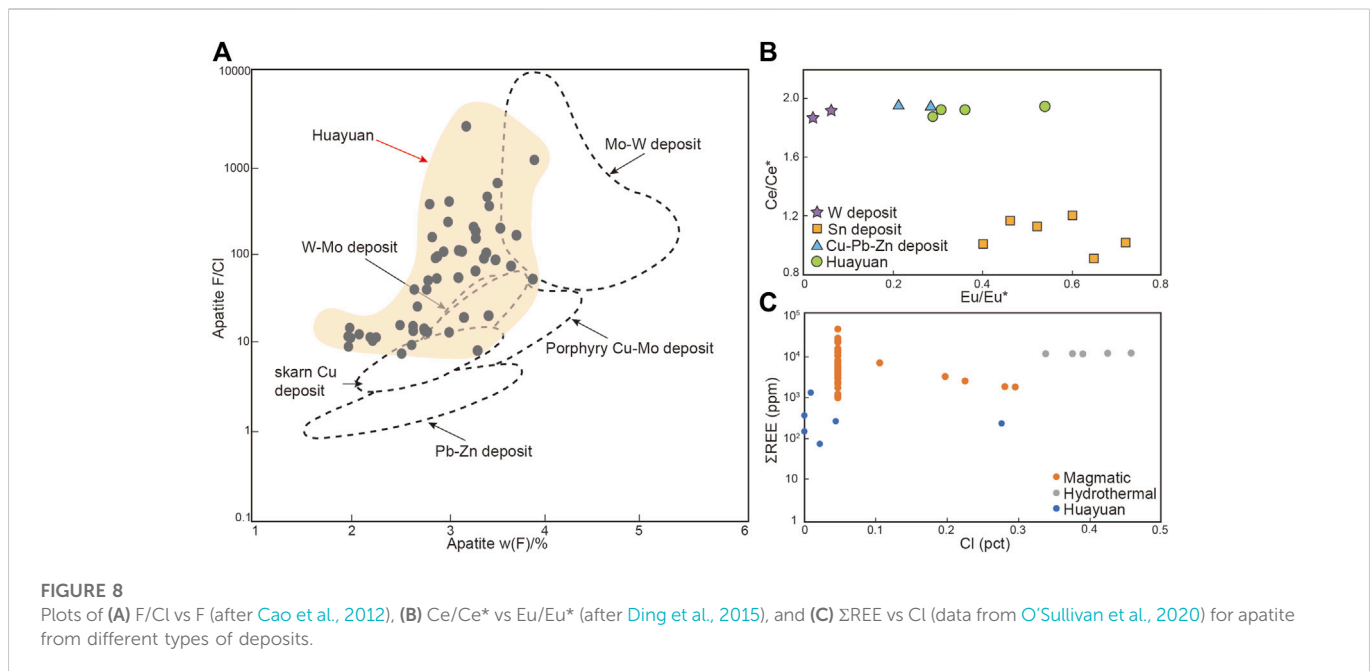 A
10000
1000
100
10
1
0.1
Apatite F/Cl
Huayuan
Mo-W deposit
W-Mo deposit
Porphyry Cu-Mo deposit
skarn Cu
deposit
Pb-Zn deposit
1 2 3 4 5 6
Apatite w(F)/%
B
2.0
1.6
1.2
0.8
Ce/Ce*
W deposit
Sn deposit
Cu-Pb-Zn deposit
Huayuan
0 0.2 0.4 0.6 0.8
Eu/Eu*
C
10⁵
10⁴
10³
10²
10
1
ΣREE (ppm)
Magmatic
Hydrothermal
Huayuan
0 0.1 0.2 0.3 0.4 0.5
Cl (pct)
FIGURE 8
Plots of (A) F/Cl vs F (after Cao et al., 2012), (B) Ce/Ce* vs Eu/Eu* (after Ding et al., 2015), and (C) ΣREE vs Cl (data from O’Sullivan et al., 2020) for apatite
from different types of deposits.